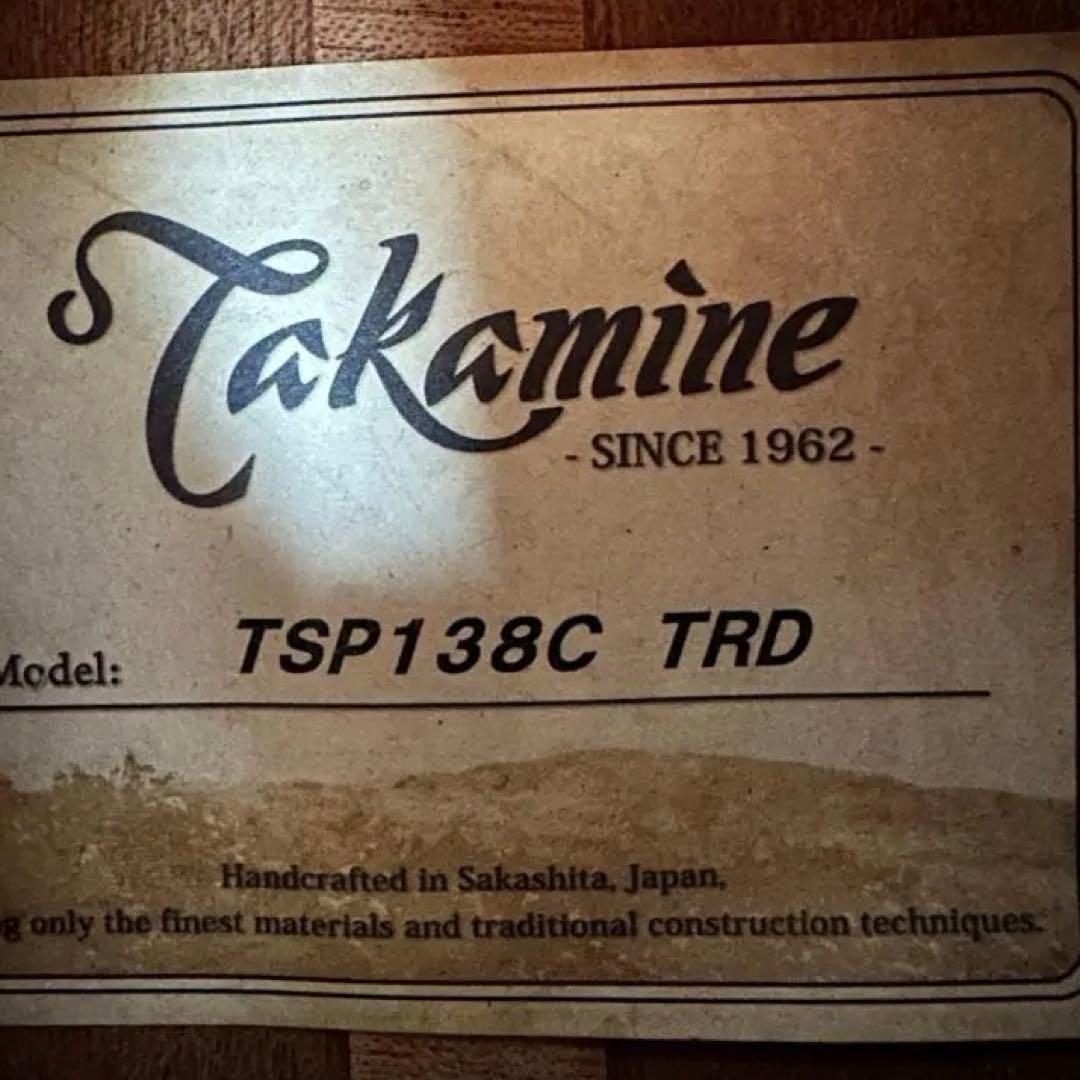 Takamine
- SINCE 1962 -
Model: TSP138C TRD
Handcrafted in Sakashita, Japan,
only the finest materials and traditional construction techniques.